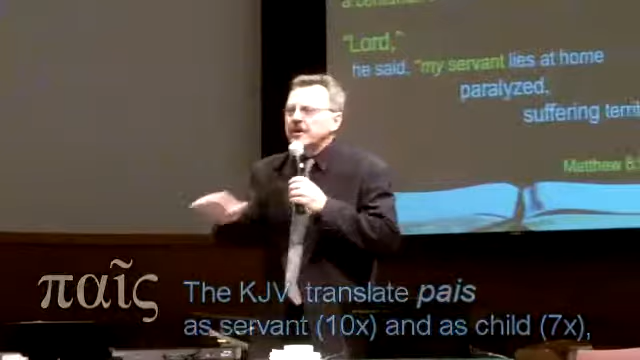 a centurion
"Lord,"
he said, "my servant lies at home
paralyzed,
suffering
Matthew 8:
παῖς
The KJV translate pais
as servant (10x) and as child (7x),